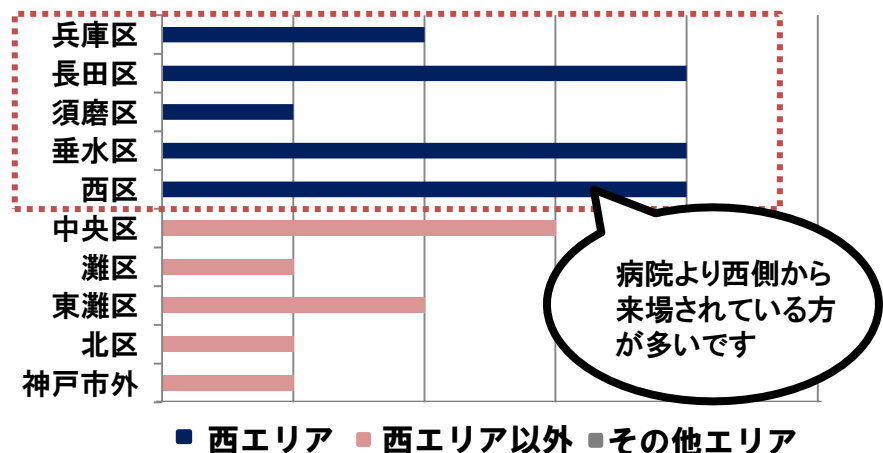 兵庫区
長田区
須磨区
垂水区
西区
中央区
灘区
東灘区
北区
神戸市外
病院より西側から
来場されている方
が多いです
西エリア 西エリア以外 その他エリア